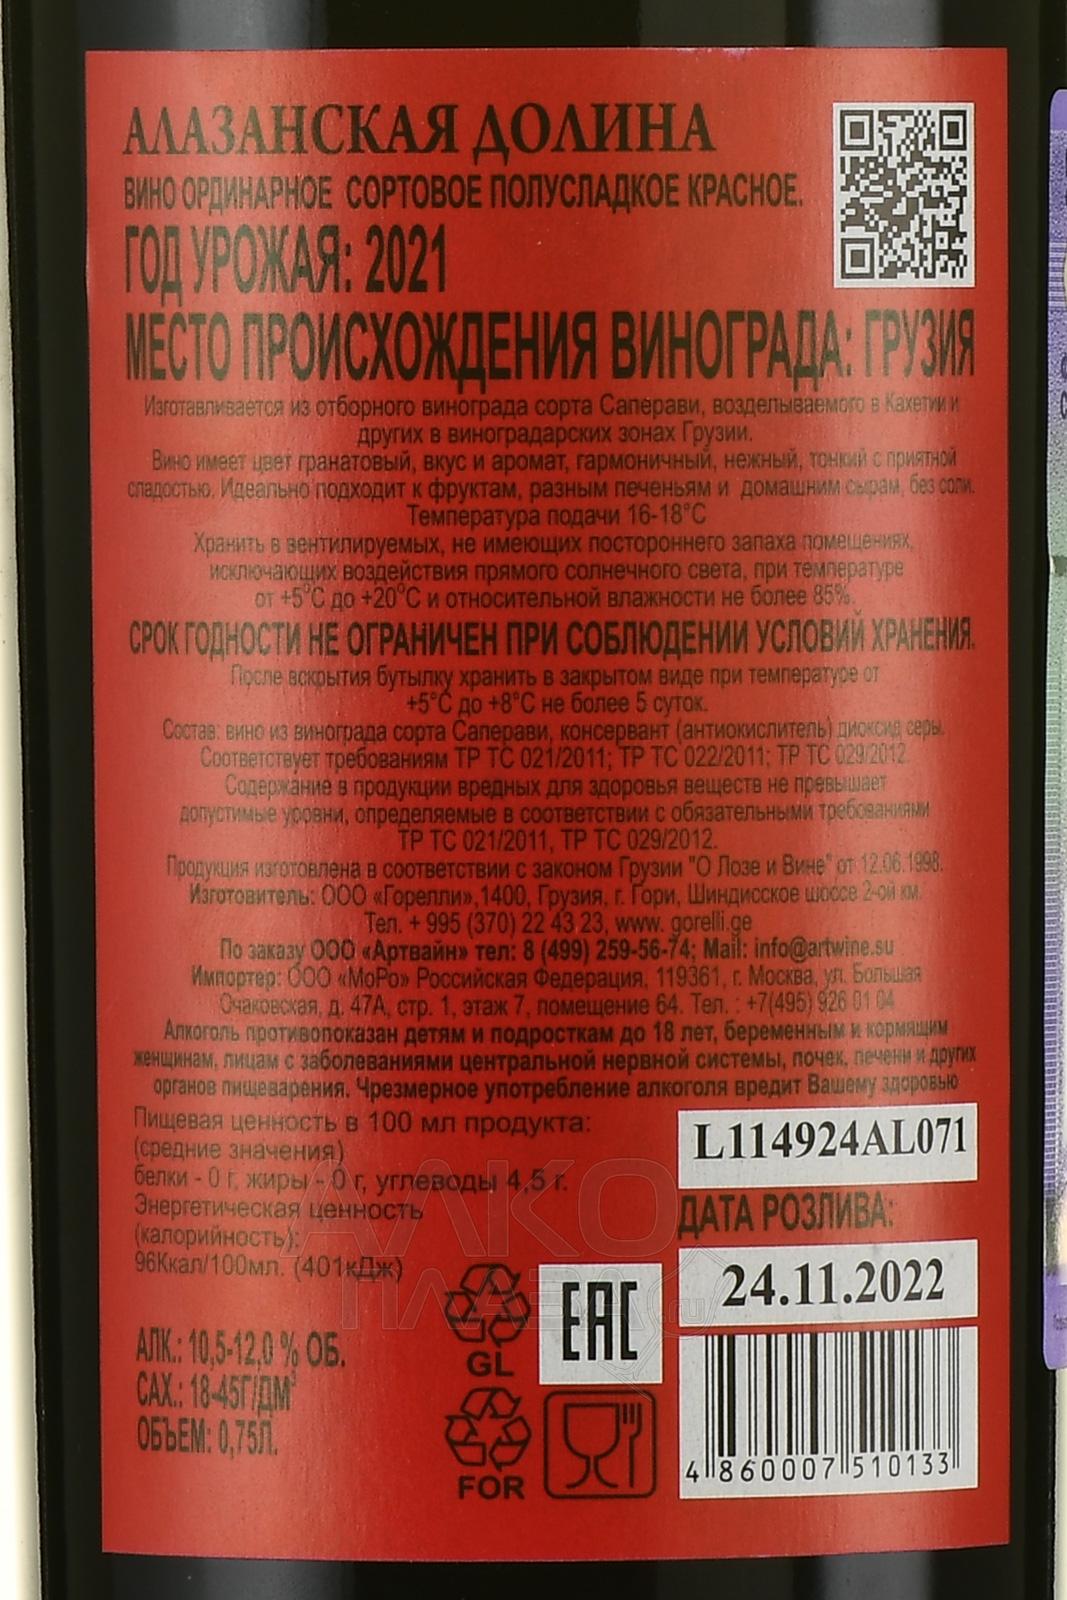 АЛАЗАНСКАЯ ДОЛИНА
ВИНО ОРДИНАРНОЕ СОРТОВОЕ ПОЛУСЛАДКОЕ КРАСНОЕ.
ГОД УРОЖАЯ: 2021
МЕСТО ПРОИСХОЖДЕНИЯ ВИНОГРАДА: ГРУЗИЯ
Изготавливается из отборного винограда сорта Саперави, возделываемого в Кахетии и
других в виноградарских зонах Грузии.
Вино имеет цвет гранатовый, вкус и аромат, гармоничный, нежный, тонкий с приятной
сладостью. Идеально подходит к фруктам, разным печеньям и домашним сырам, без соли.
Температура подачи 16-18°С
Хранить в вентилируемых, не имеющих постороннего запаха помещениях,
исключающих воздействия прямого солнечного света, при температуре
от +5°С до +20°С и относительной влажности не более 85%.
СРОК ГОДНОСТИ НЕ ОГРАНИЧЕН ПРИ СОБЛЮДЕНИИ УСЛОВИЙ ХРАНЕНИЯ.
После вскрытия бутылку хранить в закрытом виде при температуре от
+5°С до +8°С не более 5 суток.
Состав: вино из винограда сорта Саперави, консервант (антиокислитель) диоксид серы.
Соответствует требованиям ТР ТС 021/2011; ТР ТС 022/2011; ТР ТС 029/2012.
Содержание в продукции вредных для здоровья веществ не превышает
допустимые уровни, определяемые в соответствии с обязательными требованиями
ТР ТС 021/2011, ТР ТС 029/2012.
Продукция изготовлена в соответствии с законом Грузии "О Лозе и Вине" от 12.06.1998.
Изготовитель: ООО «Горелли»,1400, Грузия, г. Гори, Шиндисское шоссе 2-ой км.
Тел. + 995 (370) 22 43 23, www. gorelli.ge
По заказу ООО «Артвайн» тел: 8 (499) 259-56-74; Mail: info@artwine.su
Импортер: ООО «МоРо» Российская Федерация, 119361, г. Москва, ул. Большая
Очаковская, д. 47А, стр. 1, этаж 7, помещение 64. Тел. : +7(495) 926 01 04
Алкоголь противопоказан детям и подросткам до 18 лет, беременным и кормящим
женщинам, лицам с заболеваниями центральной нервной системы, почек, печени и других
органов пищеварения. Чрезмерное употребление алкоголя вредит Вашему здоровью
Пищевая ценность в 100 мл продукта:
(средние значения)
белки - 0 г, жиры - 0 г, углеводы 4,5 г.
Энергетическая ценность
(калорийность):
96Ккал/100мл. (401кДж)
АЛК.: 10,5-12,0 % ОБ.
САХ.: 18-45Г/ДМ³
ОБЪЕМ: 0,75Л.
GL
FOR
EAC
L114924AL071
ДАТА РОЗЛИВА:
24.11.2022
4 860007 510133
АЛКО
ПЛАЗА
.ru